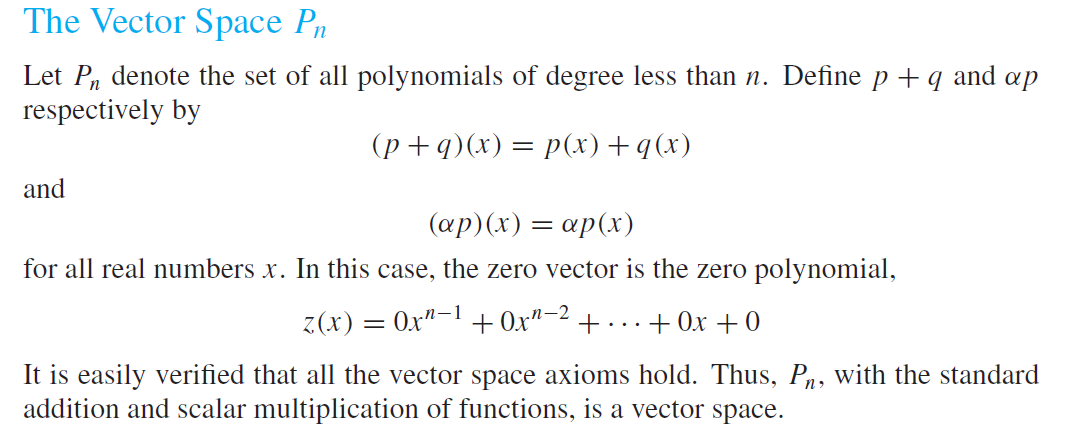 The Vector Space Pₙ
Let Pₙ denote the set of all polynomials of degree less than n. Define p + q and αp
respectively by
(p + q)(x) = p(x) + q(x)
and
(αp)(x) = αp(x)
for all real numbers x. In this case, the zero vector is the zero polynomial,
z(x) = 0xⁿ⁻¹ + 0xⁿ⁻² + · · · + 0x + 0
It is easily verified that all the vector space axioms hold. Thus, Pₙ, with the standard
addition and scalar multiplication of functions, is a vector space.